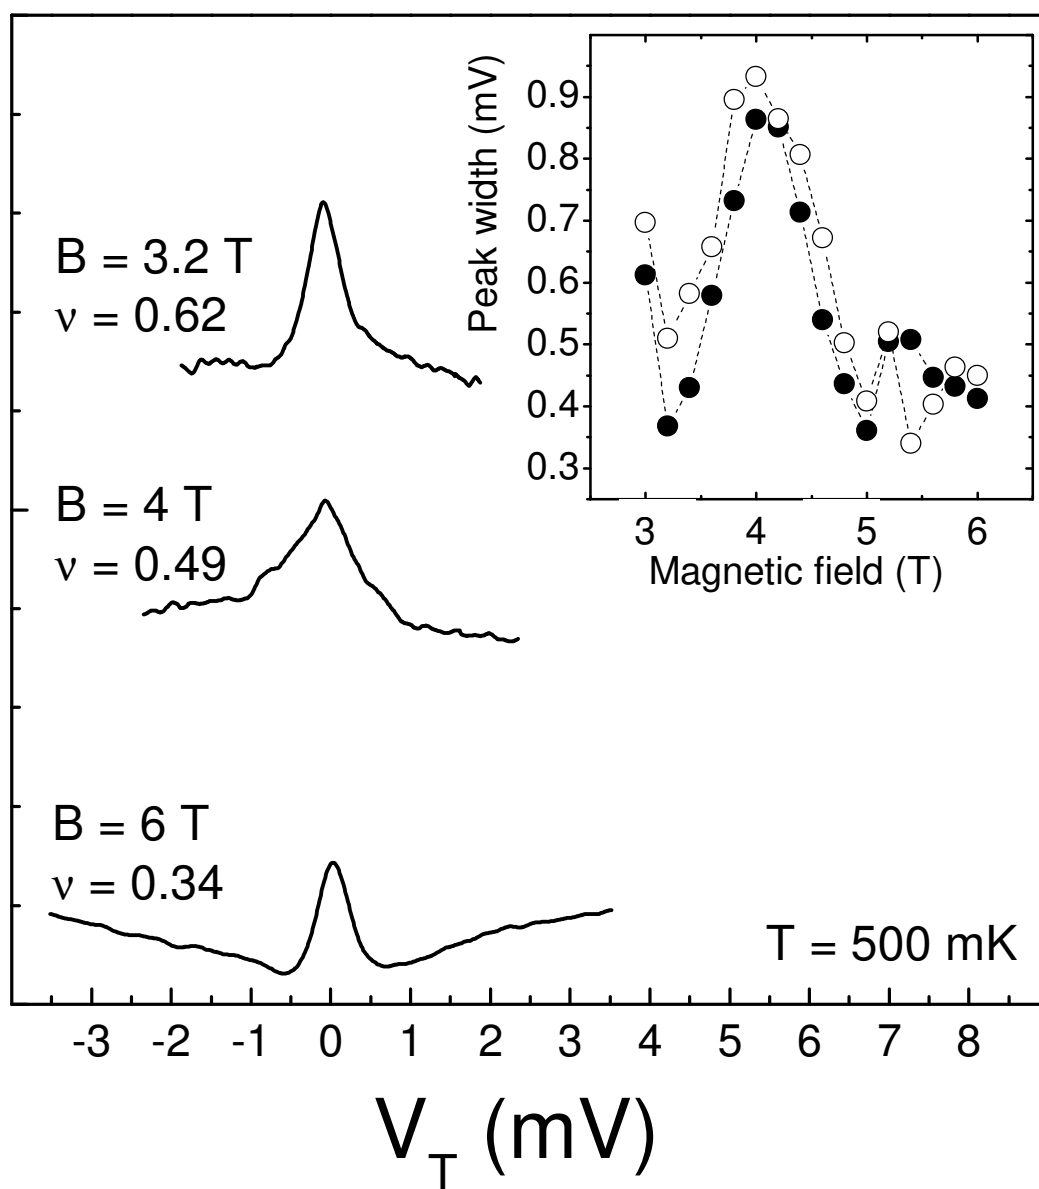 B = 3.2 T
ν = 0.62
B = 4 T
ν = 0.49
B = 6 T
ν = 0.34
T = 500 mK
-3 -2 -1 0 1 2 3 4 5 6 7 8
V_T (mV)
Peak width (mV)
0.9
0.8
0.7
0.6
0.5
0.4
0.3
3 4 5 6
Magnetic field (T)